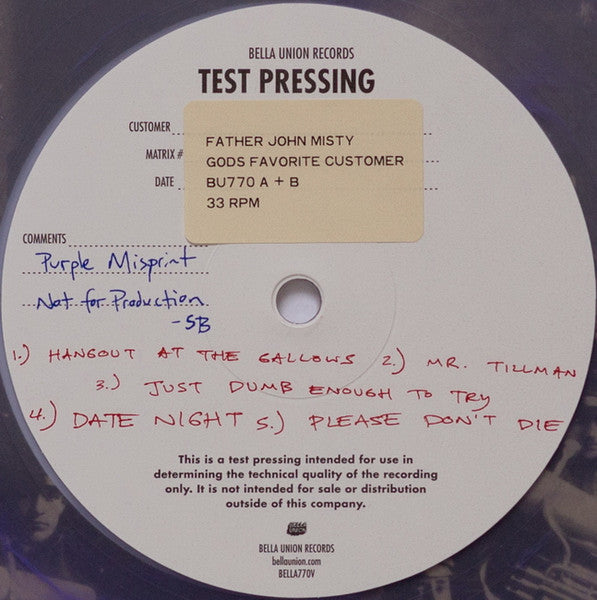 BELLA UNION RECORDS
TEST PRESSING
CUSTOMER
MATRIX #
DATE
FATHER JOHN MISTY
GODS FAVORITE CUSTOMER
BU770 A + B
33 RPM
COMMENTS
Purple Misprint
Not for Production
-SB
1.) HANGOUT AT THE GALLOWS 2.) MR. TILLMAN
3.) JUST DUMB ENOUGH TO TRY
4.) DATE NIGHT 5.) PLEASE DON'T DIE
This is a test pressing intended for use in
determining the technical quality of the recording
only. It is not intended for sale or distribution
outside of this company.
BELLA UNION
BELLA UNION RECORDS
bellaunion.com
BELLA770V